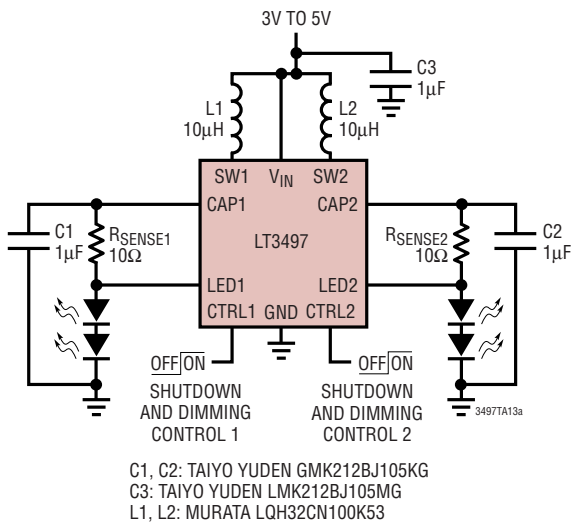 3V TO 5V
C3
1µF
L1
10µH
L2
10µH
SW1 VIN SW2
CAP1 CAP2
C1
1µF
RSENSE1
10Ω
LT3497
RSENSE2
10Ω
C2
1µF
LED1 LED2
CTRL1 GND CTRL2
OFF ON
OFF ON
SHUTDOWN
AND DIMMING
CONTROL 1
SHUTDOWN
AND DIMMING
CONTROL 2
3497TA13a
C1, C2: TAIYO YUDEN GMK212BJ105KG
C3: TAIYO YUDEN LMK212BJ105MG
L1, L2: MURATA LQH32CN100K53